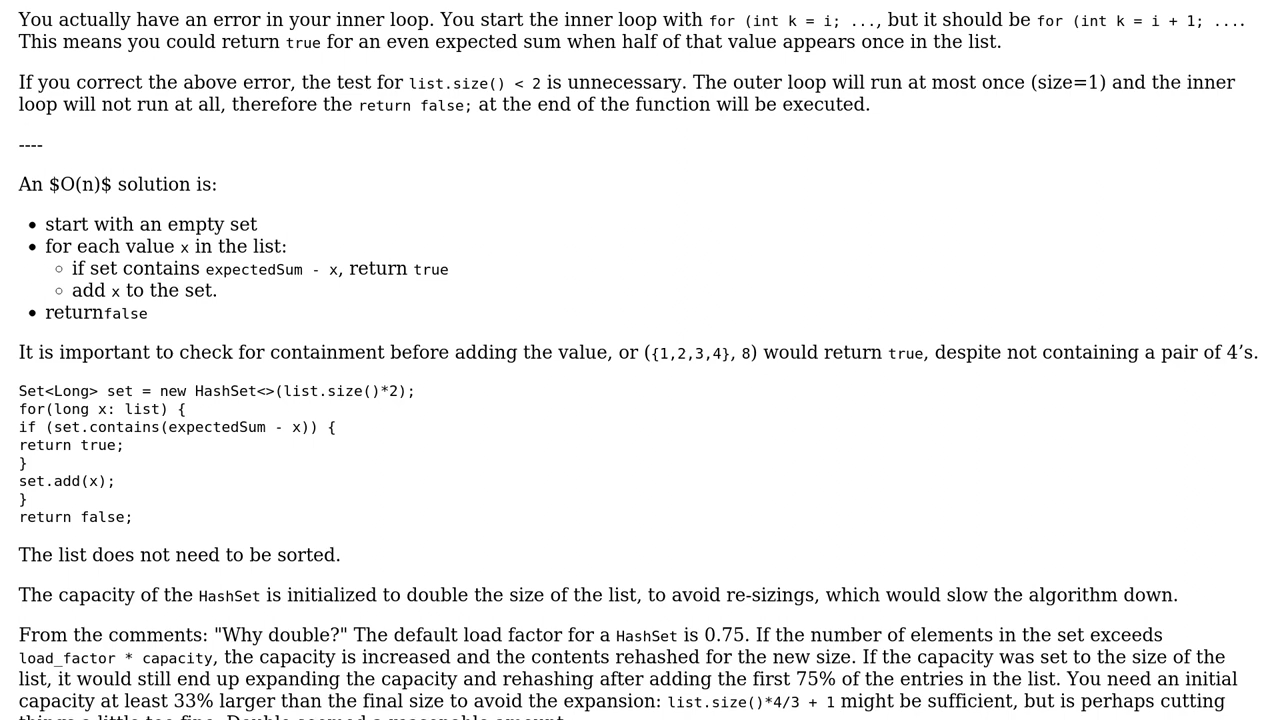 You actually have an error in your inner loop. You start the inner loop with for (int k = i; ..., but it should be for (int k = i + 1; ....
This means you could return true for an even expected sum when half of that value appears once in the list.
If you correct the above error, the test for list.size() < 2 is unnecessary. The outer loop will run at most once (size=1) and the inner
loop will not run at all, therefore the return false; at the end of the function will be executed.
----
An $O(n)$ solution is:
• start with an empty set
• for each value x in the list:
◦ if set contains expectedSum - x, return true
◦ add x to the set.
• returnfalse
It is important to check for containment before adding the value, or ({1,2,3,4}, 8) would return true, despite not containing a pair of 4’s.
Set<Long> set = new HashSet<>(list.size()*2);
for(long x: list) {
if (set.contains(expectedSum - x)) {
return true;
}
set.add(x);
}
return false;
The list does not need to be sorted.
The capacity of the HashSet is initialized to double the size of the list, to avoid re-sizings, which would slow the algorithm down.
From the comments: "Why double?" The default load factor for a HashSet is 0.75. If the number of elements in the set exceeds
load_factor * capacity, the capacity is increased and the contents rehashed for the new size. If the capacity was set to the size of the
list, it would still end up expanding the capacity and rehashing after adding the first 75% of the entries in the list. You need an initial
capacity at least 33% larger than the final size to avoid the expansion: list.size()*4/3 + 1 might be sufficient, but is perhaps cutting
things a little too fine. Double seemed a reasonable amount.